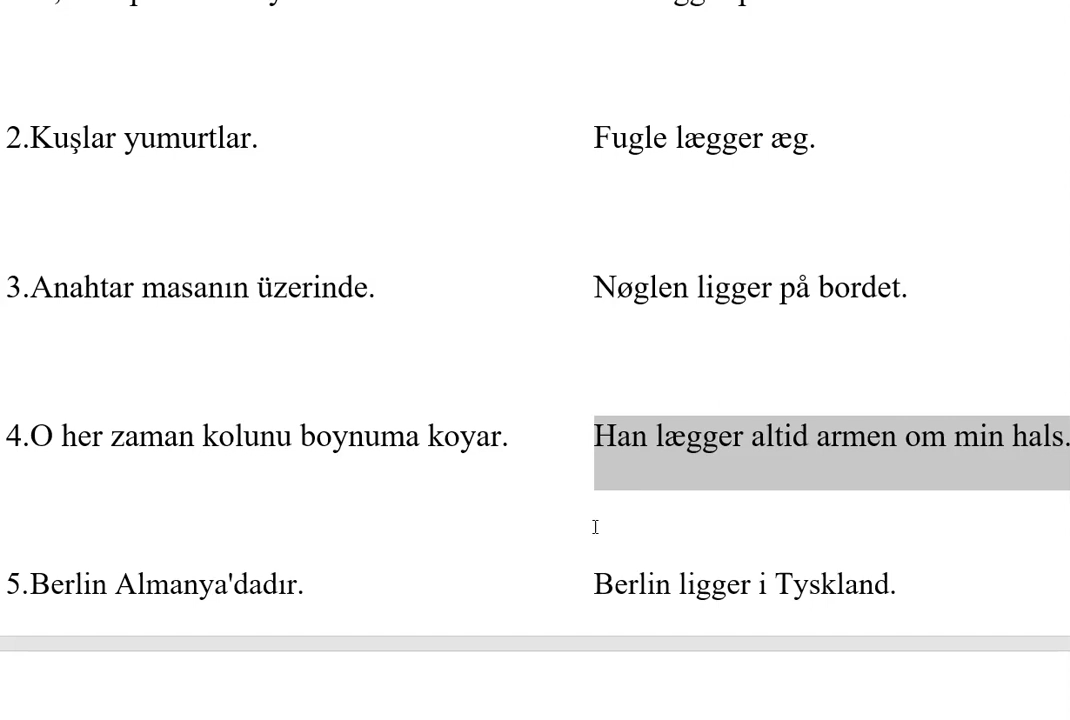 2.Kuşlar yumurtlar. Fugle lægger æg.
3.Anahtar masanın üzerinde. Nøglen ligger på bordet.
4.O her zaman kolunu boynuma koyar. Han lægger altid armen om min hals.
5.Berlin Almanya'dadır. Berlin ligger i Tyskland.